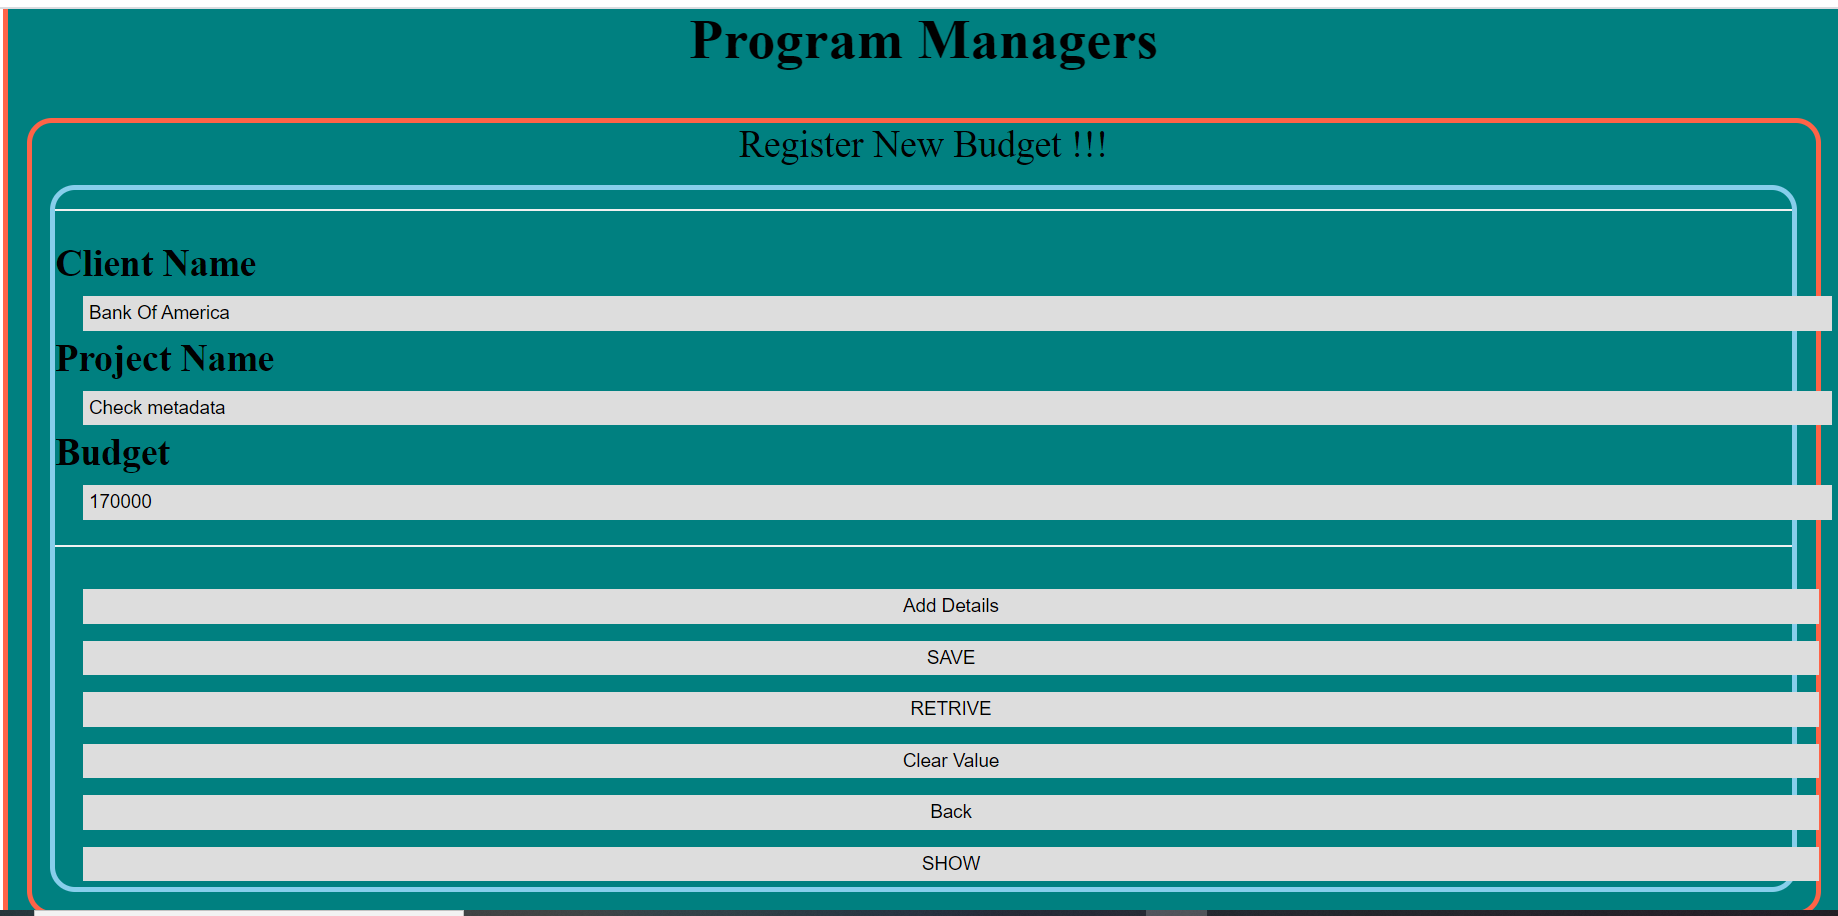 Program Managers
Register New Budget !!!
Client Name
Bank Of America
Project Name
Check metadata
Budget
170000
Add Details
SAVE
RETRIVE
Clear Value
Back
SHOW